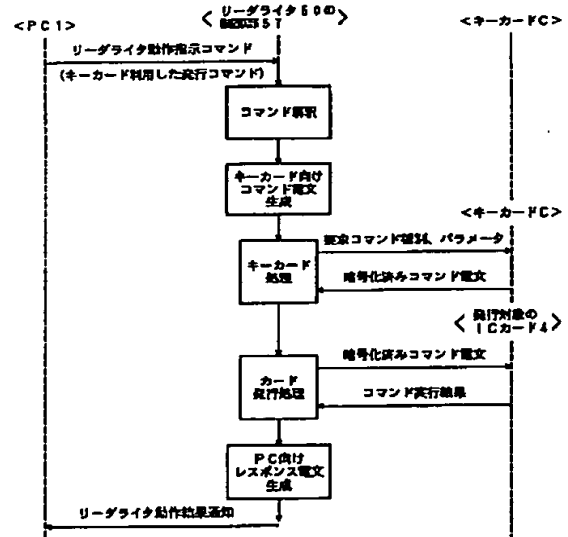 <PC1>
<リーダライタ50の
57>
<キーカードC>
リーダライタ動作指示コマンド
(キーカード利用した発行コマンド)
コマンド解釈
キーカード向け
コマンド電文
生成
<キーカードC>
要求コマンド種別、パラメータ
キーカード
処理
暗号化済みコマンド電文
<発行対象の
ICカード4>
暗号化済みコマンド電文
カード
発行処理
コマンド実行結果
PC向け
レスポンス電文
生成
リーダライタ動作結果通知